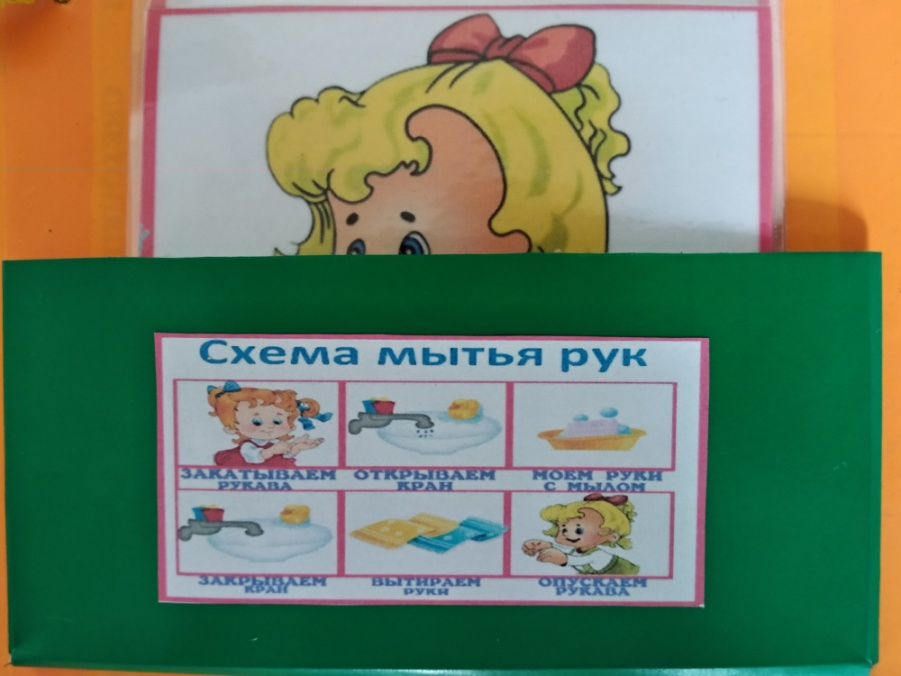 Схема мытья рук
ЗАКАТЫВАЕМ
РУКАВА
ОТКРЫВАЕМ
КРАН
МОЕМ РУКИ
С МЫЛОМ
ЗАКРЫВАЕМ
КРАН
ВЫТИРАЕМ
РУКИ
ОПУСКАЕМ
РУКАВА